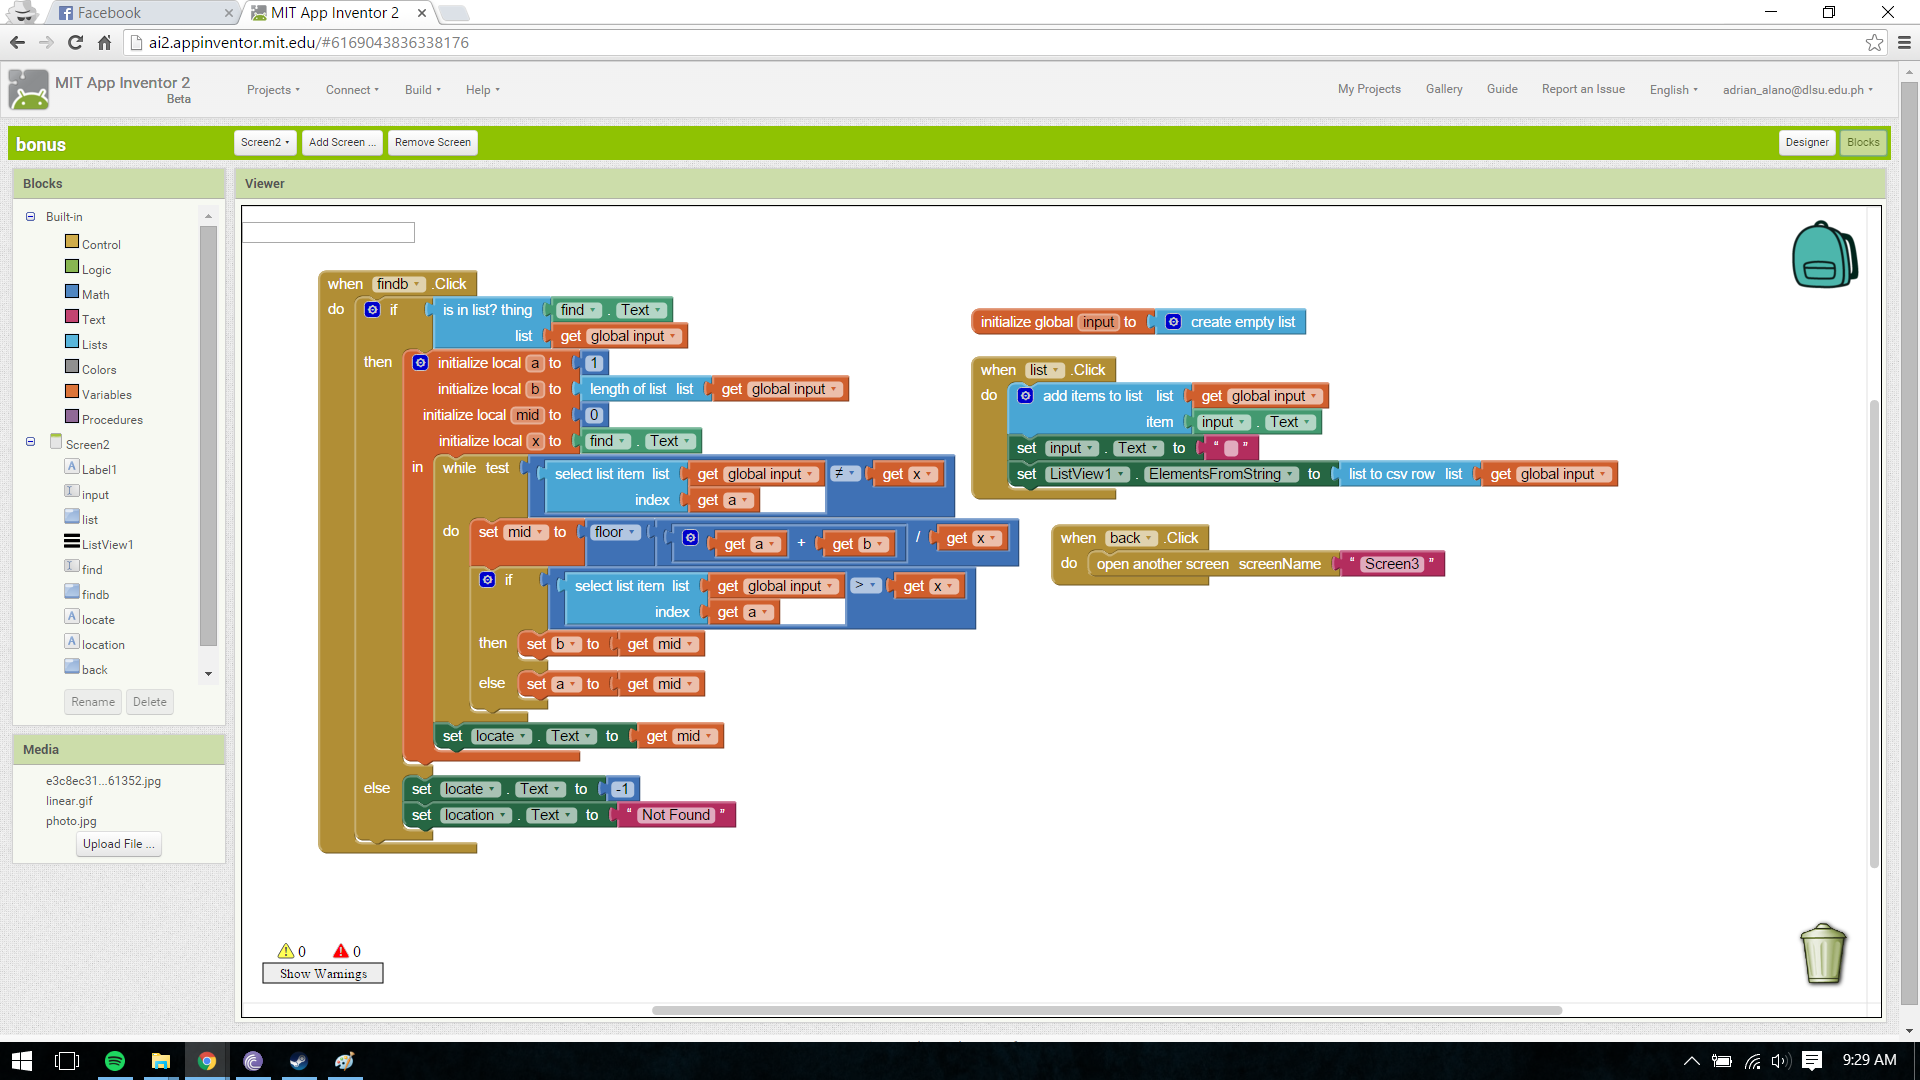 Facebook
MIT App Inventor 2
ai2.appinventor.mit.edu/#6169043836338176
MIT App Inventor 2
Beta
Projects
Connect
Build
Help
My Projects
Gallery
Guide
Report an Issue
English
adrian_alano@dlsu.edu.ph
bonus
Screen2
Add Screen ...
Remove Screen
Designer
Blocks
Blocks
Built-in
Control
Logic
Math
Text
Lists
Colors
Variables
Procedures
Screen2
Label1
input
list
ListView1
find
findb
locate
location
back
Rename
Delete
Media
e3c8ec31...61352.jpg
linear.gif
photo.jpg
Upload File ...
Viewer
when findb .Click
do if is in list? thing find . Text
list get global input
then initialize local a to 1
initialize local b to length of list list get global input
initialize local mid to 0
initialize local x to find . Text
in while test select list item list get global input ≠ get x
index get a
do set mid to floor get a + get b / get x
if select list item list get global input > get x
index get a
then set b to get mid
else set a to get mid
set locate . Text to get mid
else set locate . Text to -1
set location . Text to “ Not Found ”
initialize global input to create empty list
when list .Click
do add items to list list get global input
item input . Text
set input . Text to “ ”
set ListView1 . ElementsFromString to list to csv row list get global input
when back .Click
do open another screen screenName “ Screen3 ”
0 0
Show Warnings
9:29 AM